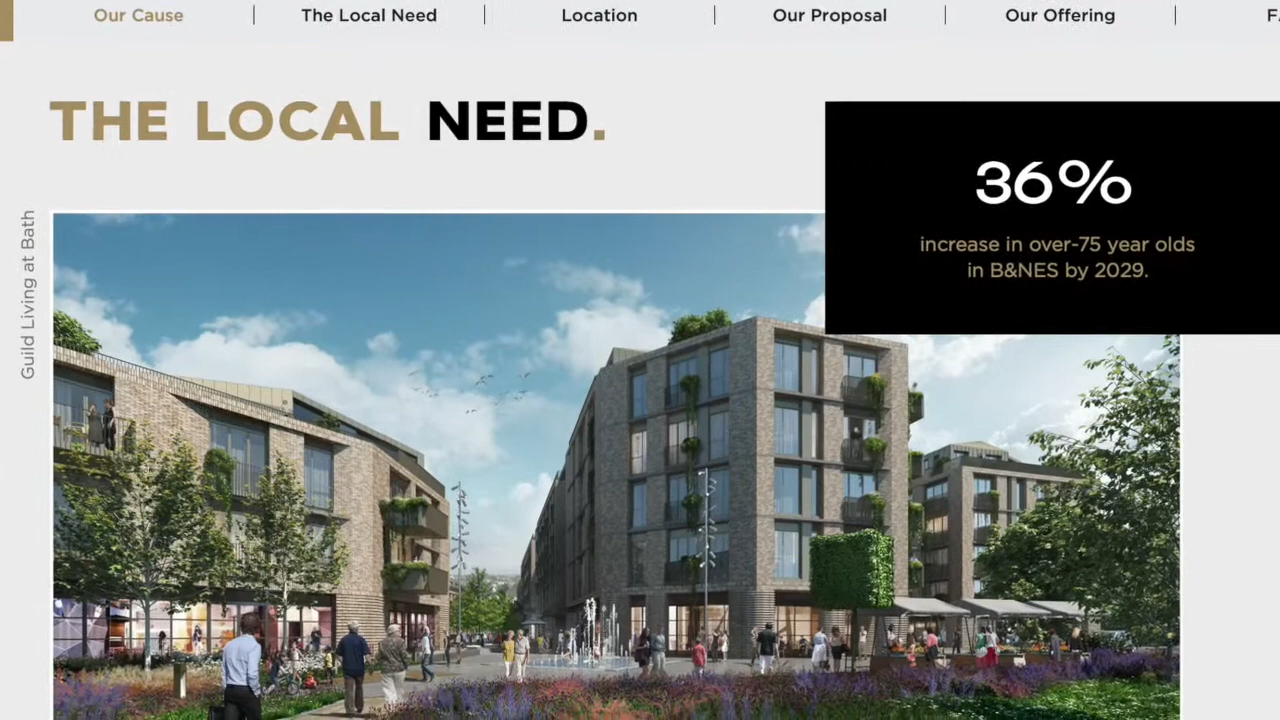 Our Cause
The Local Need
Location
Our Proposal
Our Offering
THE LOCAL NEED.
36%
increase in over-75 year olds
in B&NES by 2029.
Guild Living at Bath